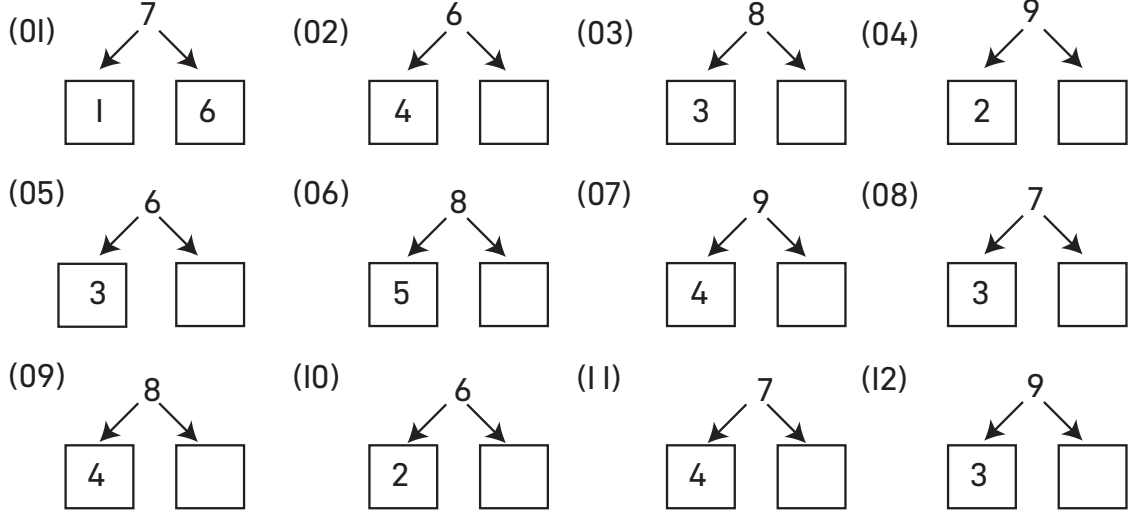 (01) 7 (02) 6 (03) 8 (04) 9
1 6 4 3 2
(05) 6 (06) 8 (07) 9 (08) 7
3 5 4 3
(09) 8 (10) 6 (11) 7 (12) 9
4 2 4 3